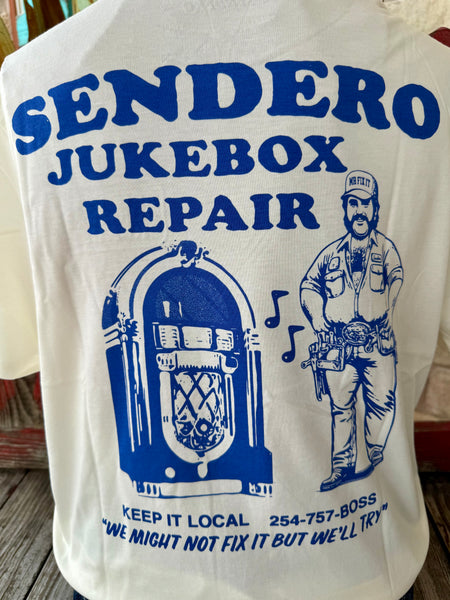 SENDERO
JUKEBOX
REPAIR
MR FIX IT
KEEP IT LOCAL 254-757-BOSS
"WE MIGHT NOT FIX IT BUT WE'LL TRY"